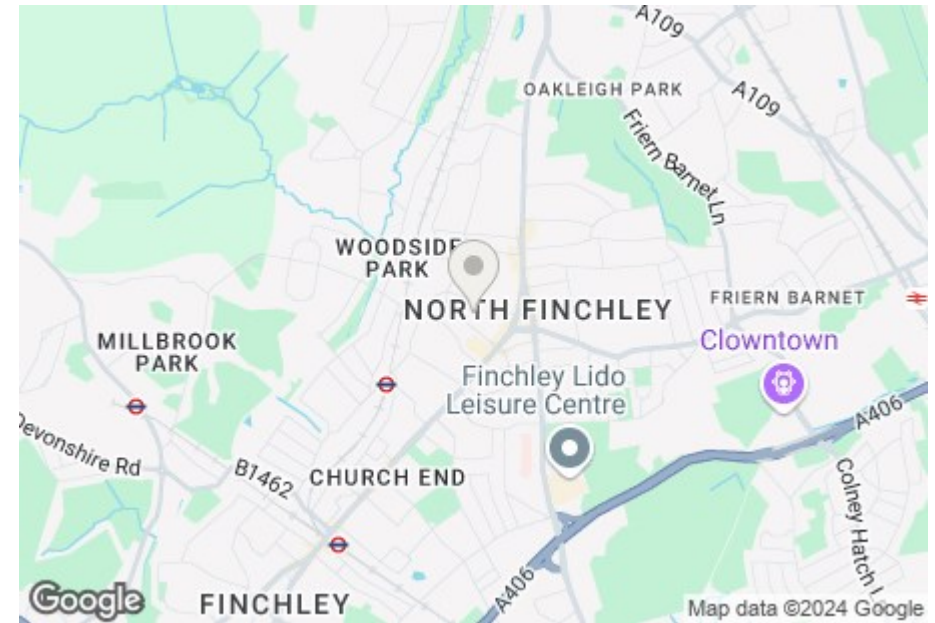 A109
OAKLEIGH PARK
A109
Friern Barnet Ln
WOODSIDE
PARK
NORTH FINCHLEY
FRIERN BARNET
MILLBROOK
PARK
Clowntown
Finchley Lido
Leisure Centre
A406
Devonshire Rd
B1462
CHURCH END
Colney Hatch L
A406
FINCHLEY
Google
Map data ©2024 Google